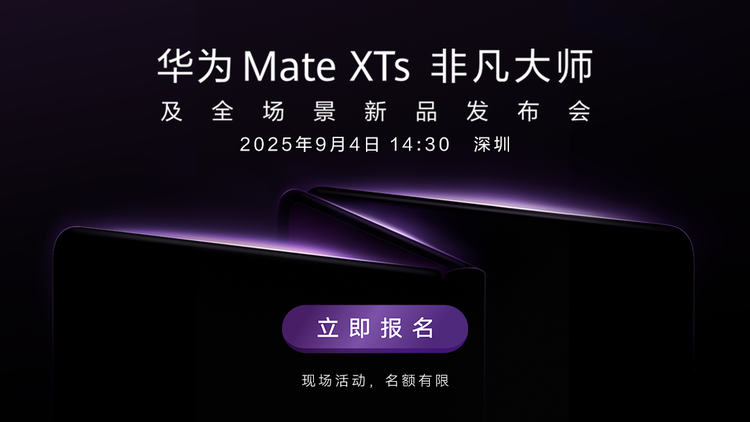 华为 Mate XTs 非凡大师
及全场景新品发布会
2025年9月4日 14:30 深圳
立即报名
现场活动，名额有限